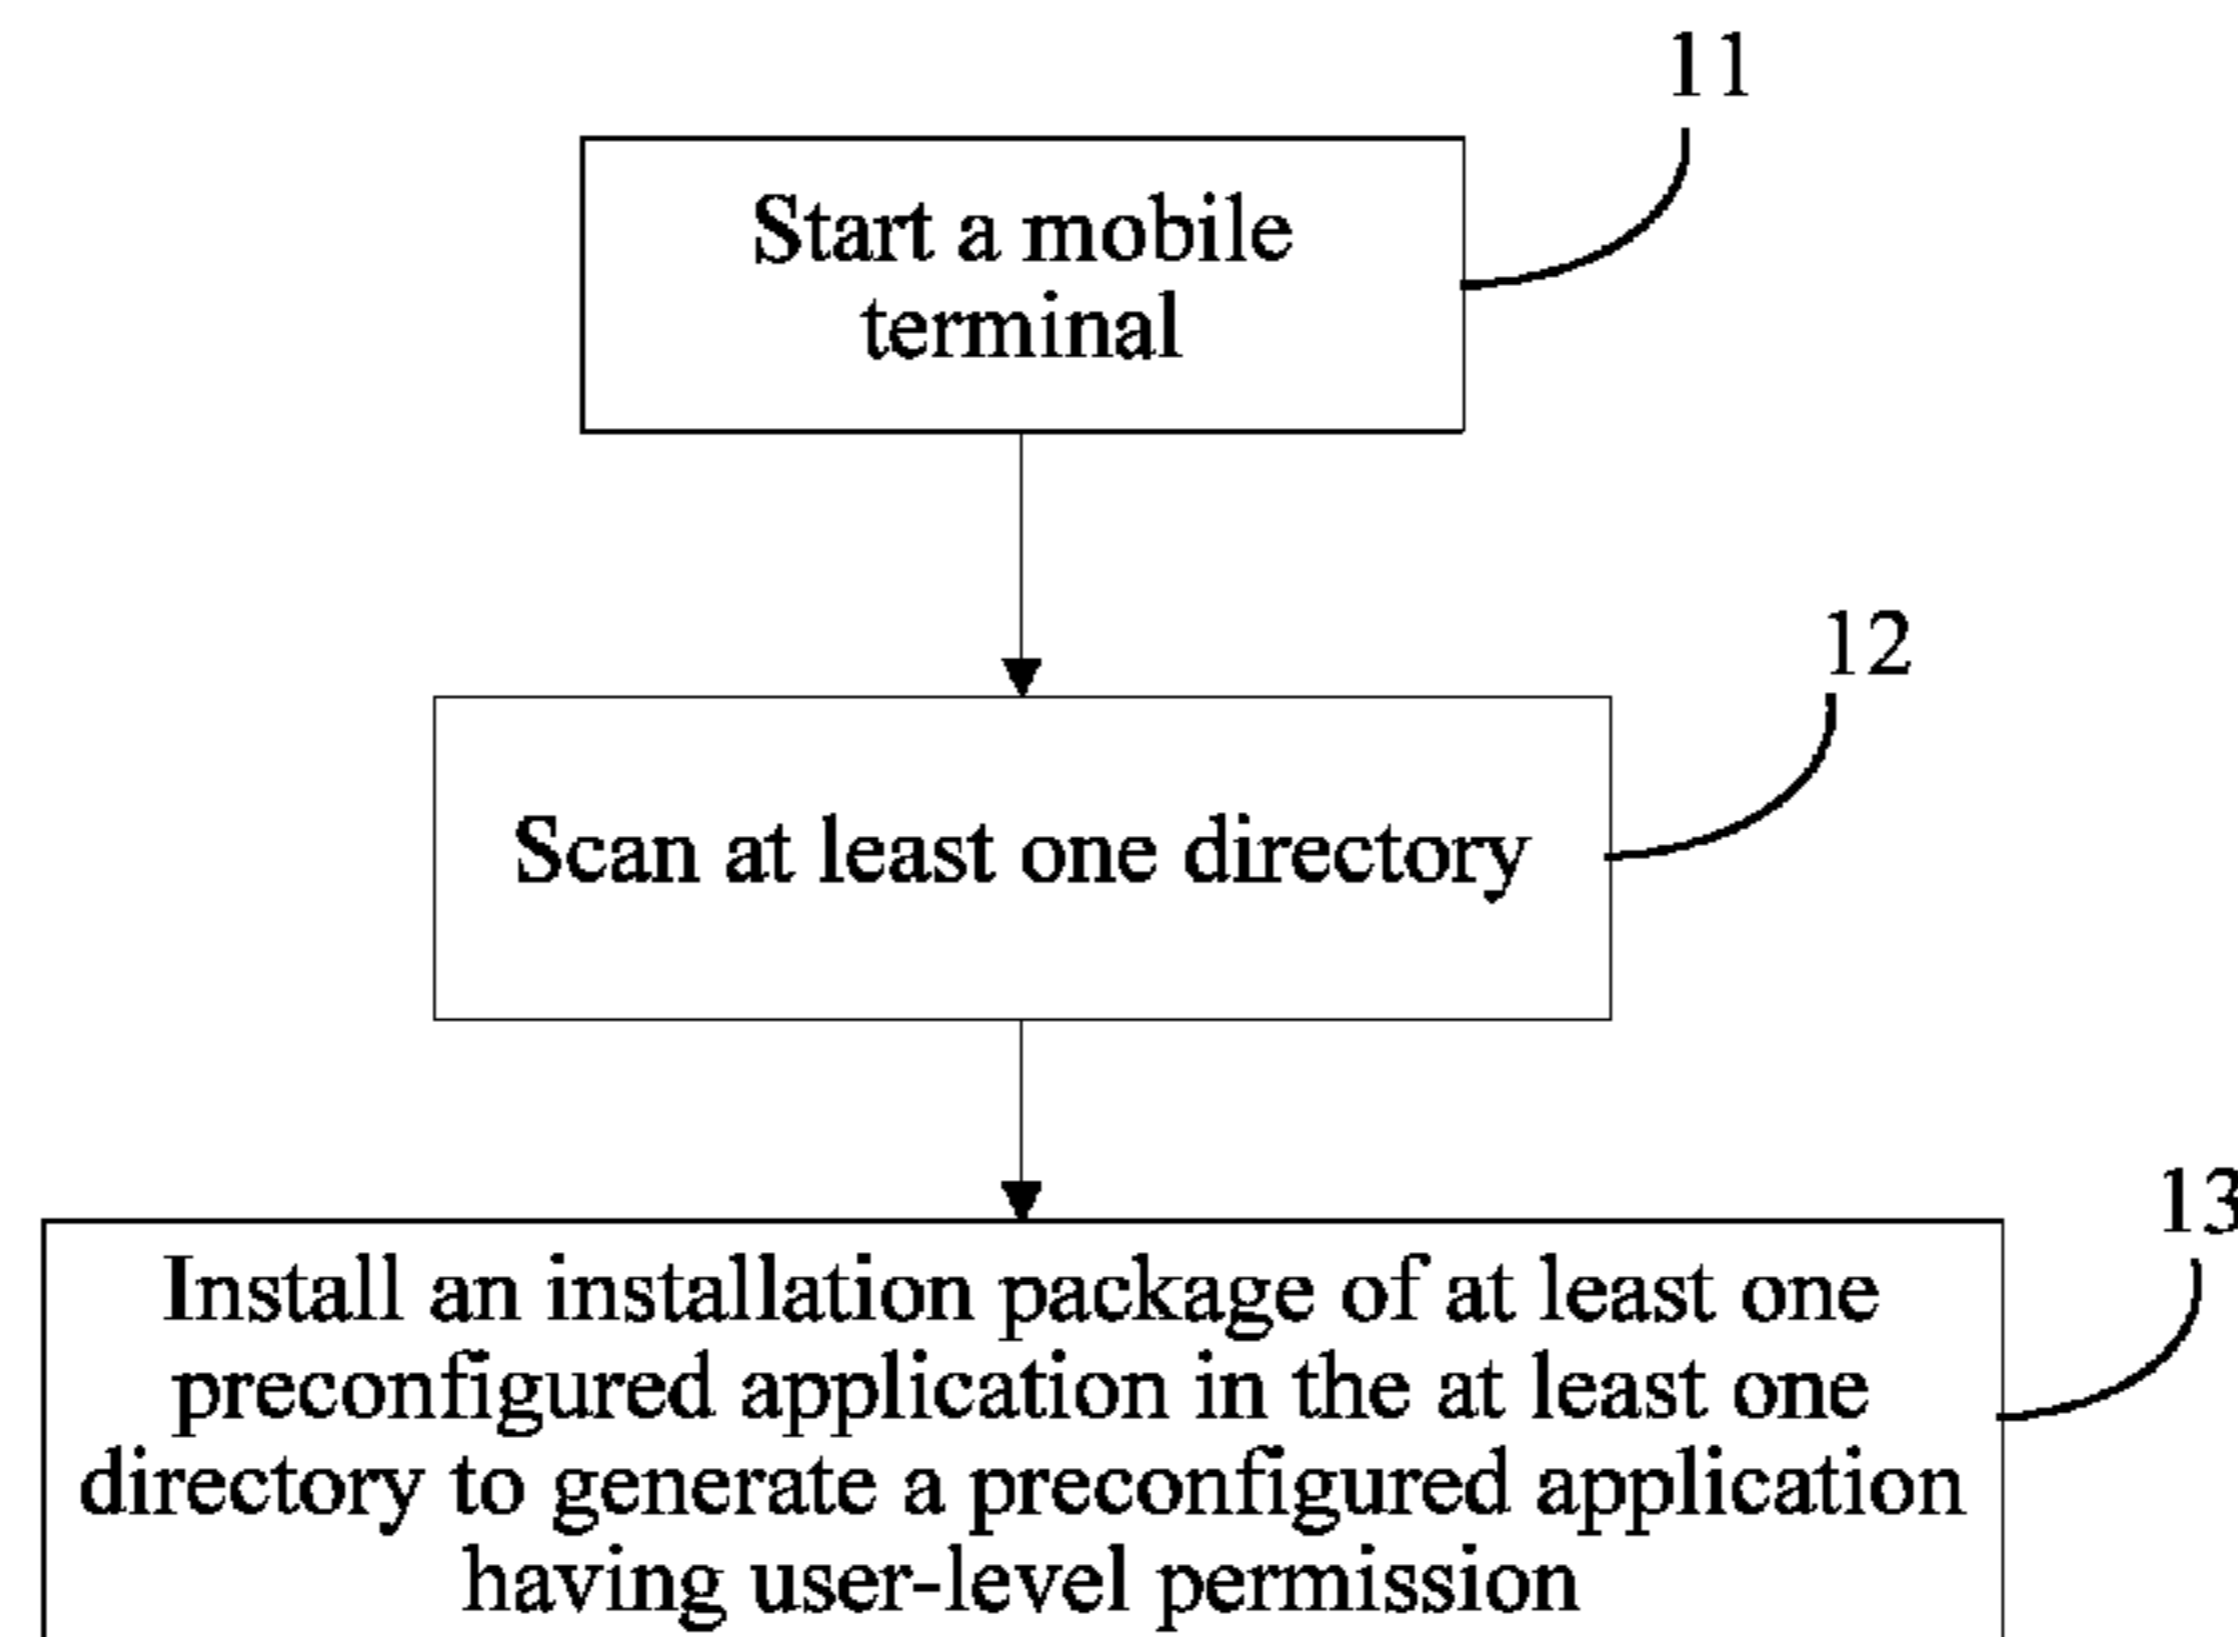 11
Start a mobile
terminal
12
Scan at least one directory
13
Install an installation package of at least one
preconfigured application in the at least one
directory to generate a preconfigured application
having user-level permission